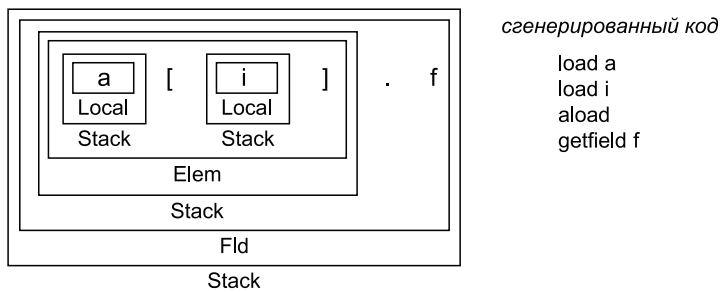 сгенерированный код
a [ i ] . f
Local Local
Stack Stack
Elem
Stack
Fld
Stack
load a
load i
aload
getfield f